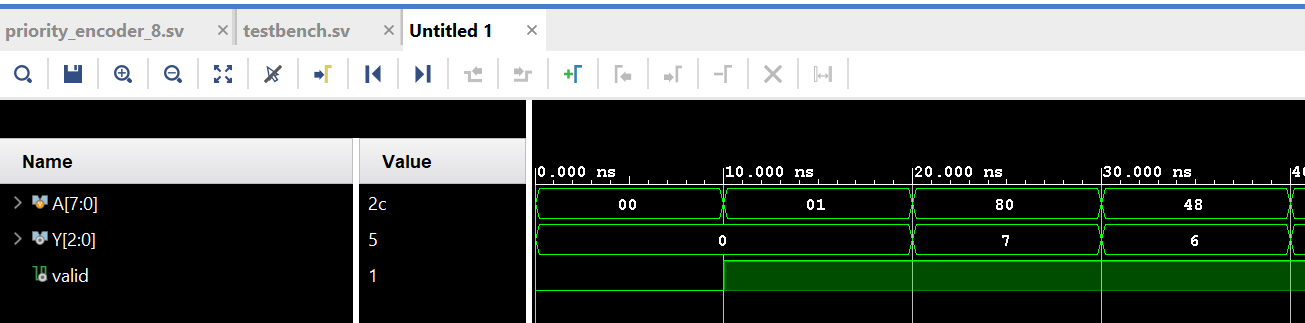 priority_encoder_8.sv × testbench.sv × Untitled 1 ×
Name Value
0.000 ns 10.000 ns 20.000 ns 30.000 ns
A[7:0] 2c 00 01 80 48
Y[2:0] 5 0 7 6
valid 1